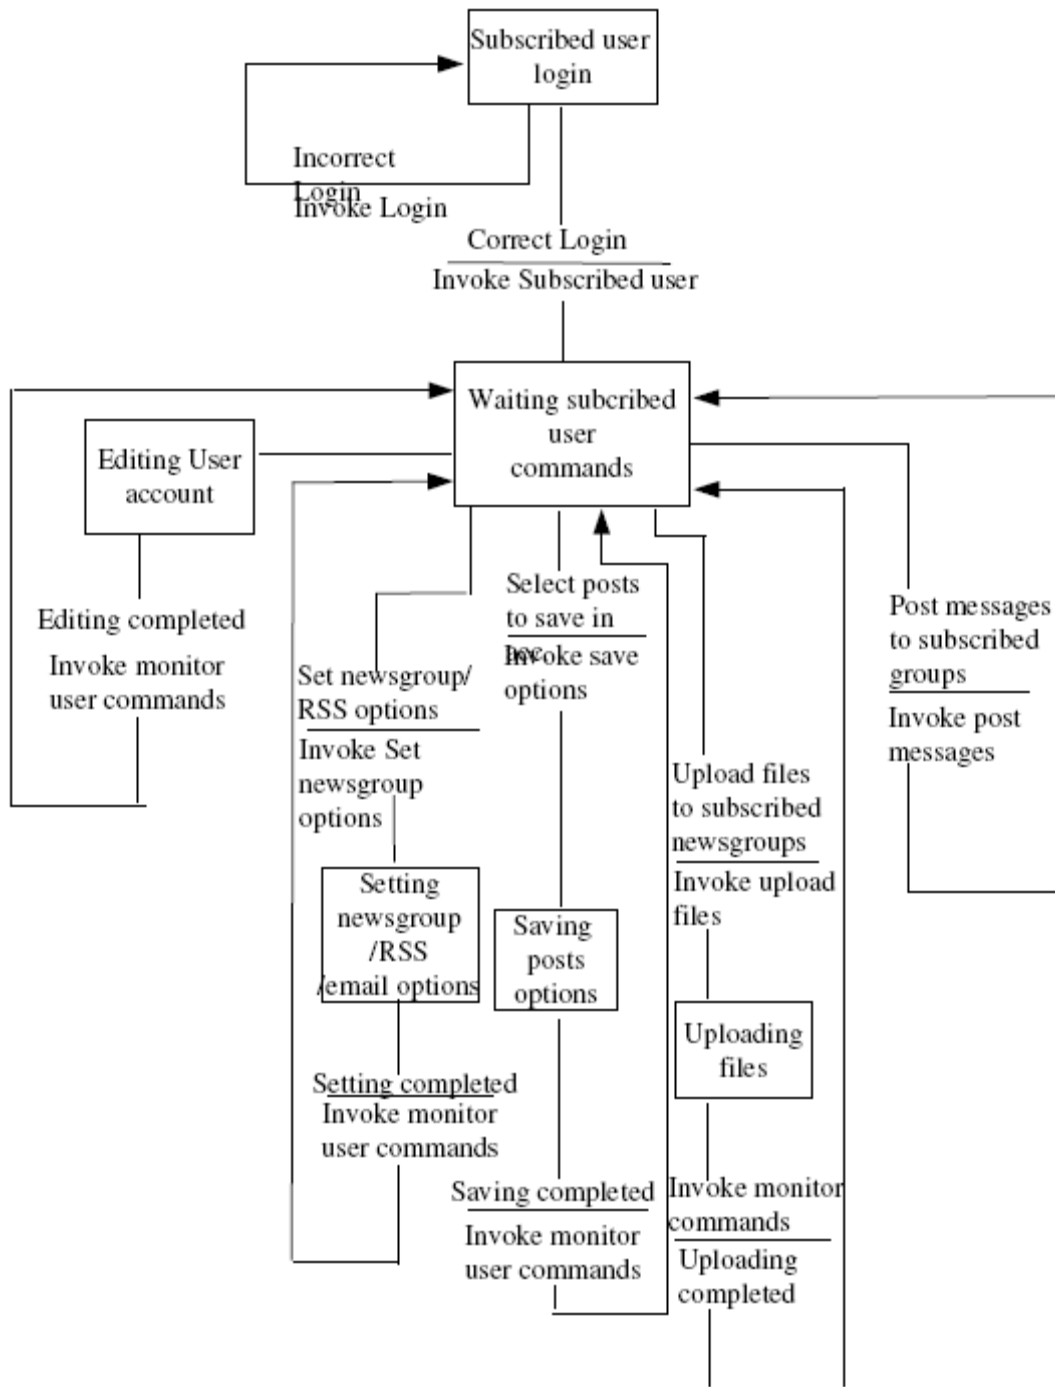 Subscribed user
login
Incorrect
Login
Invoke Login
Correct Login
Invoke Subscribed user
Waiting subcribed
user
commands
Editing User
account
Editing completed
Invoke monitor
user commands
Set newsgroup/
RSS options
Invoke Set
newsgroup
options
Setting
newsgroup
/RSS
/email options
Setting completed
Invoke monitor
user commands
Select posts
to save in
acc
Invoke save
options
Saving
posts
options
Saving completed
Invoke monitor
user commands
Upload files
to subscribed
newsgroups
Invoke upload
files
Uploading
files
Invoke monitor
commands
Uploading
completed
Post messages
to subscribed
groups
Invoke post
messages